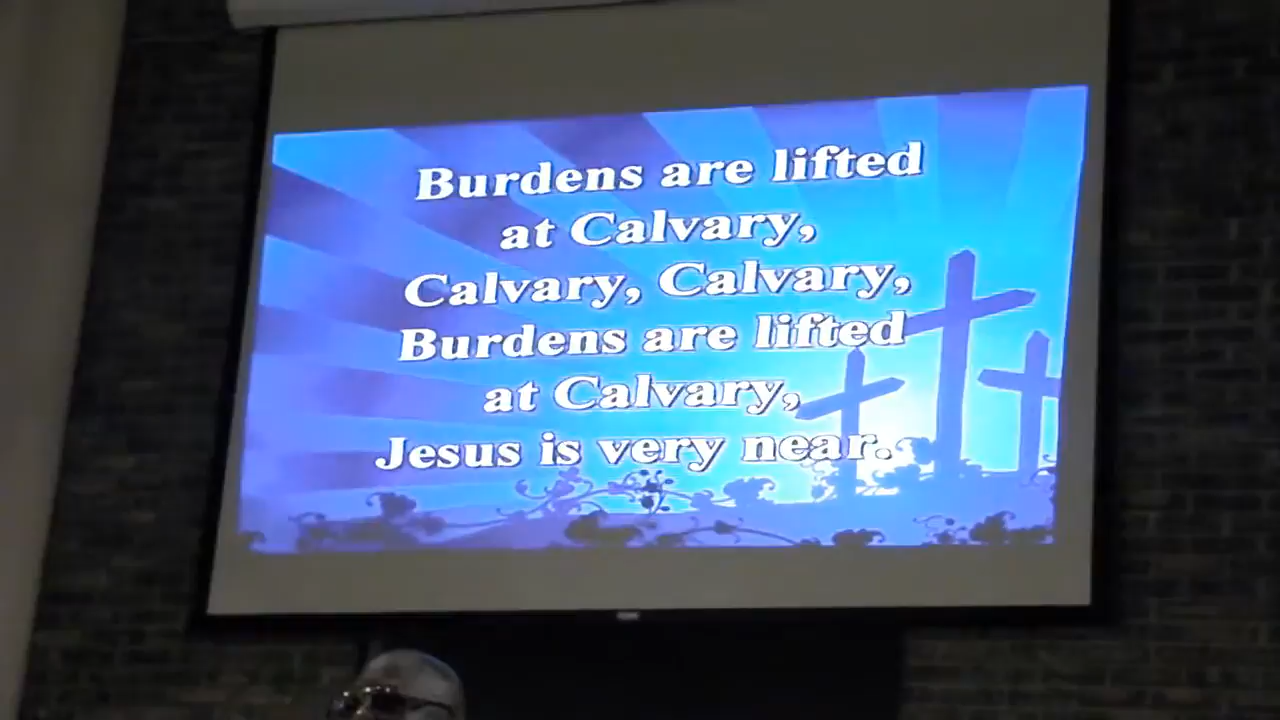 Burdens are lifted
at Calvary,
Calvary, Calvary,
Burdens are lifted
at Calvary,
Jesus is very near.